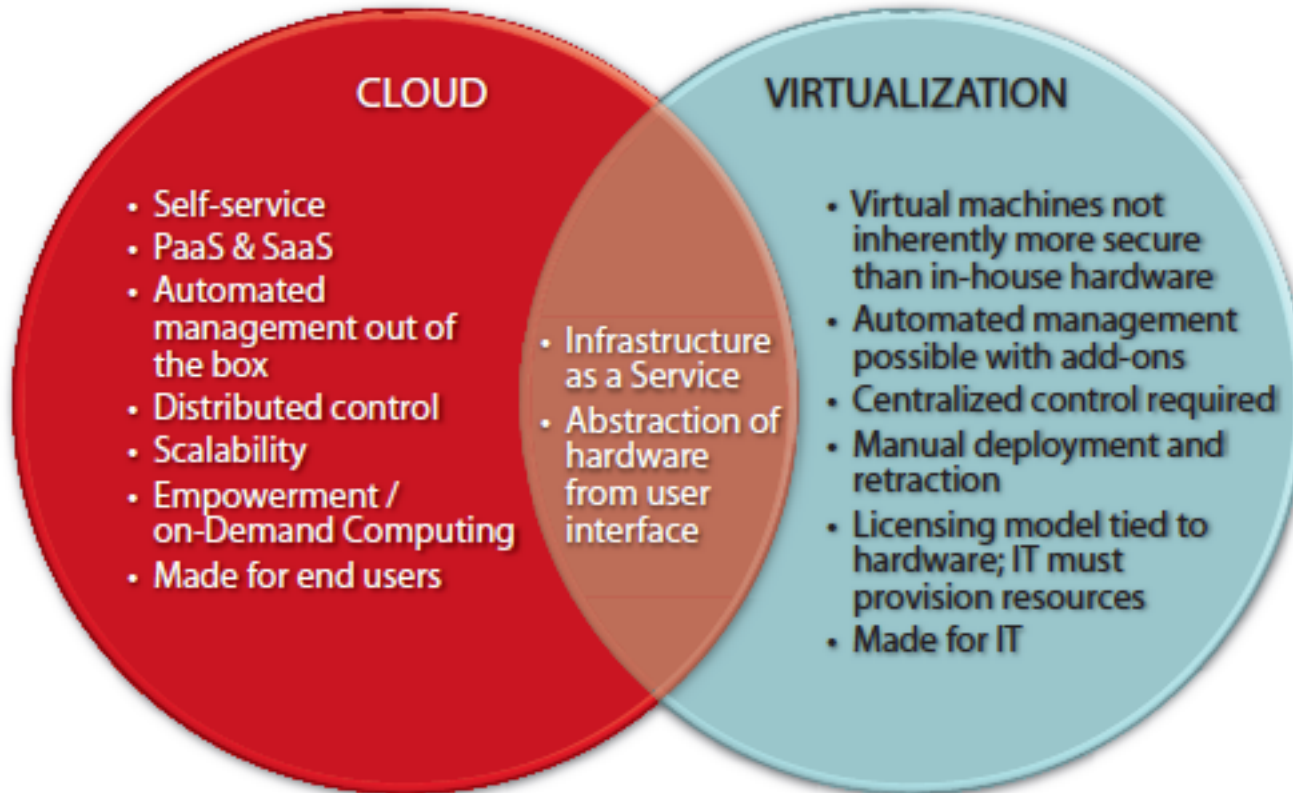 CLOUD
• Self-service
• PaaS & SaaS
• Automated
management out of
the box
• Distributed control
• Scalability
• Empowerment /
on-Demand Computing
• Made for end users
• Infrastructure
as a Service
• Abstraction of
hardware
from user
interface
VIRTUALIZATION
• Virtual machines not
inherently more secure
than in-house hardware
• Automated management
possible with add-ons
• Centralized control required
• Manual deployment and
retraction
• Licensing model tied to
hardware; IT must
provision resources
• Made for IT